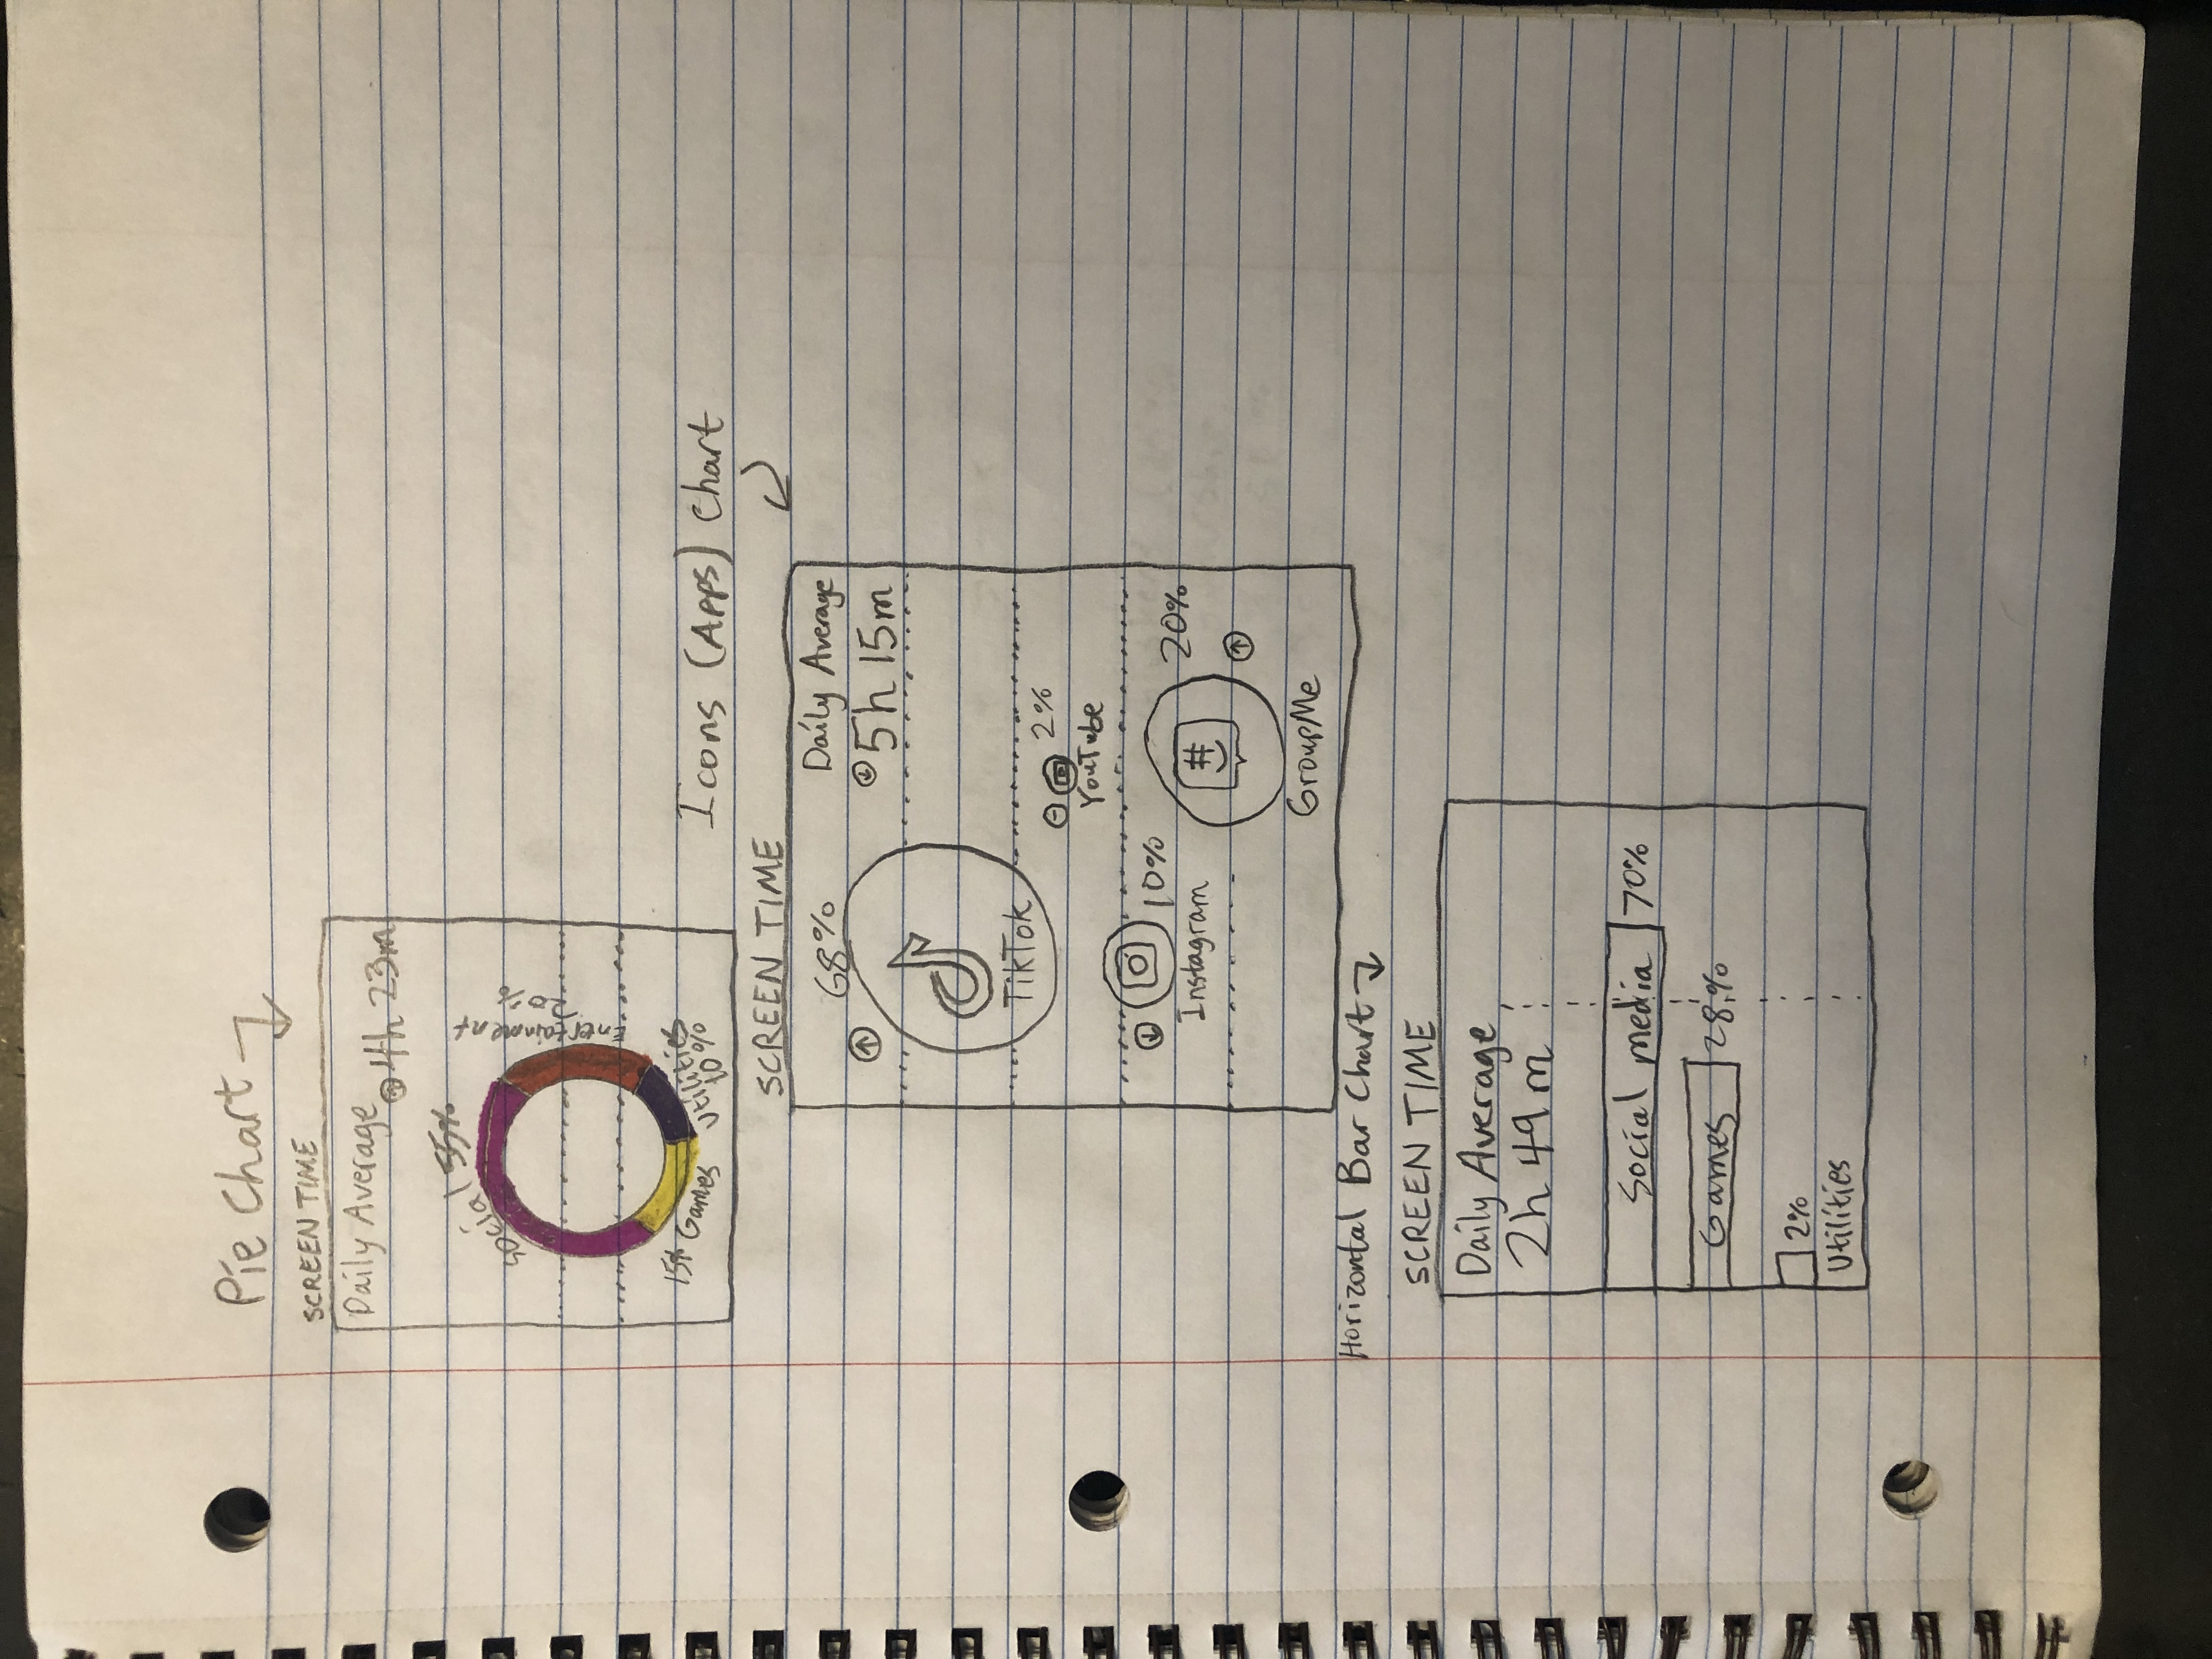 Pie Chart
SCREEN TIME
Daily Average
4h 23m
Social 55%
Entertainment
20%
15% Games
Utilities
10%
Icons (Apps) Chart
SCREEN TIME
68%
Daily Average
5h 15m
TikTok
2%
YouTube
10%
Instagram
20%
#
GroupMe
Horizontal Bar Chart
SCREEN TIME
Daily Average
2h 49m
Social media 70%
Games 28%
2%
Utilities